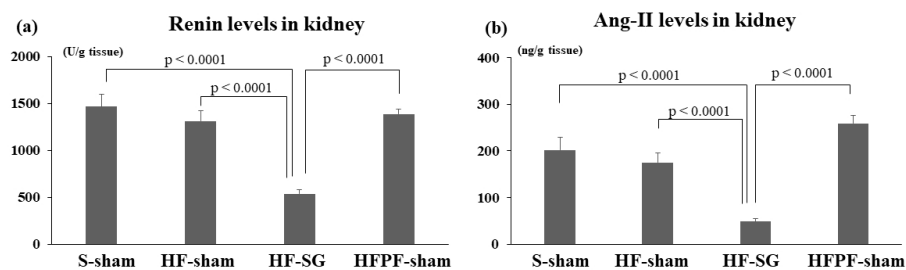 (a)
Renin levels in kidney
(U/g tissue)
2000
1500
1000
500
0
p < 0.0001
p < 0.0001
p < 0.0001
S-sham HF-sham HF-SG HFPF-sham
(b)
Ang-II levels in kidney
(ng/g tissue)
400
300
200
100
0
p < 0.0001
p < 0.0001
p < 0.0001
S-sham HF-sham HF-SG HFPF-sham